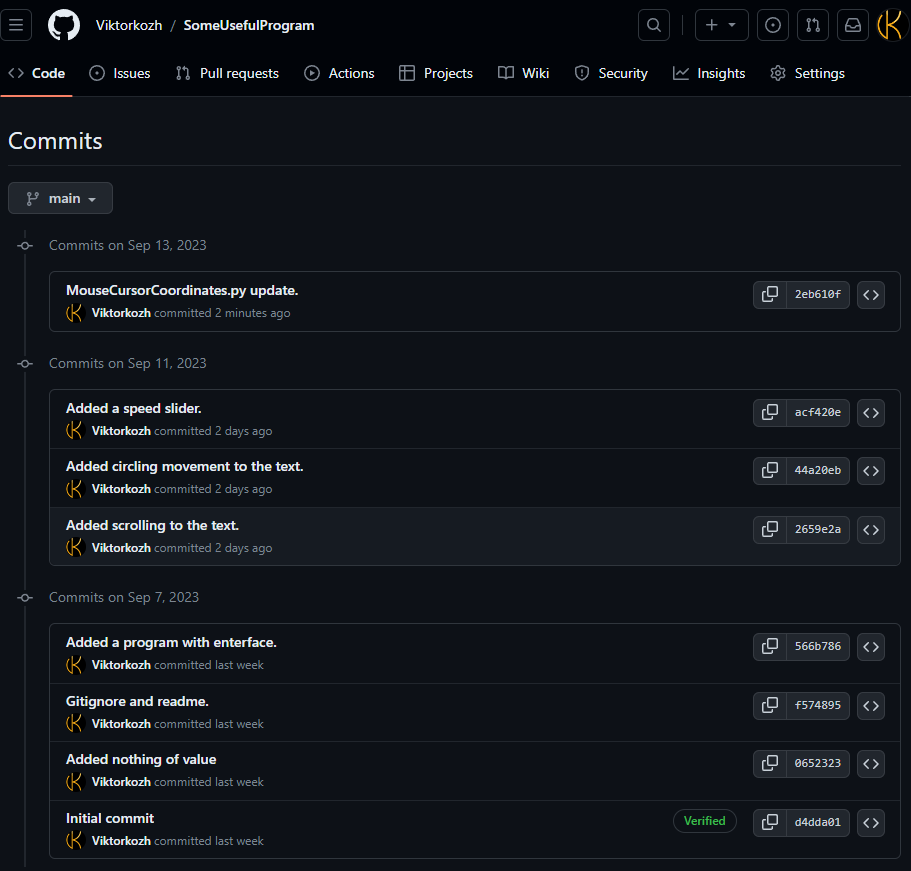 Viktorkozh / SomeUsefulProgram
Code Issues Pull requests Actions Projects Wiki Security Insights Settings
Commits
main
Commits on Sep 13, 2023
MouseCursorCoordinates.py update.
2eb610f
Viktorkozh committed 2 minutes ago
Commits on Sep 11, 2023
Added a speed slider.
acf420e
Viktorkozh committed 2 days ago
Added circling movement to the text.
44a20eb
Viktorkozh committed 2 days ago
Added scrolling to the text.
2659e2a
Viktorkozh committed 2 days ago
Commits on Sep 7, 2023
Added a program with enterface.
566b786
Viktorkozh committed last week
Gitignore and readme.
f574895
Viktorkozh committed last week
Added nothing of value
0652323
Viktorkozh committed last week
Initial commit
Verified
d4dda01
Viktorkozh committed last week